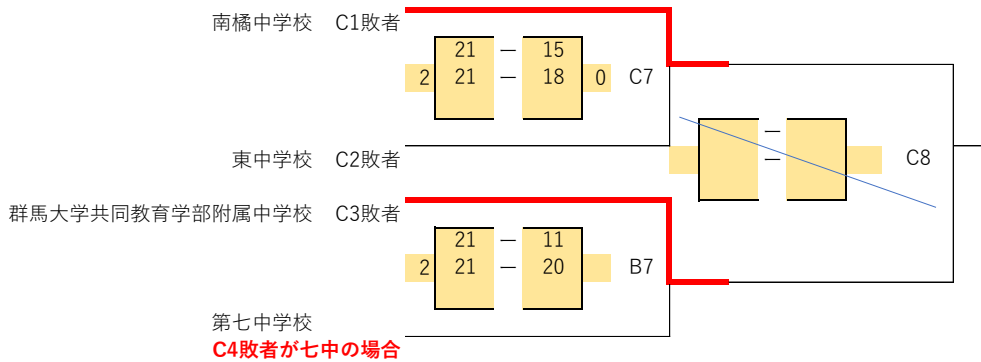 南橘中学校 C1敗者
21 − 15
2 21 − 18 0 C7
東中学校 C2敗者
−
− C8
群馬大学共同教育学部附属中学校 C3敗者
21 − 11
2 21 − 20 B7
第七中学校
C4敗者が七中の場合